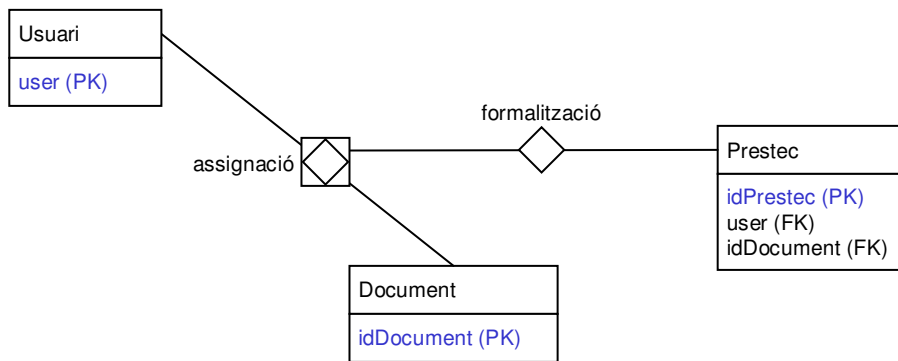 Usuari
user (PK)
formalització
assignació
Prestec
idPrestec (PK)
user (FK)
idDocument (FK)
Document
idDocument (PK)